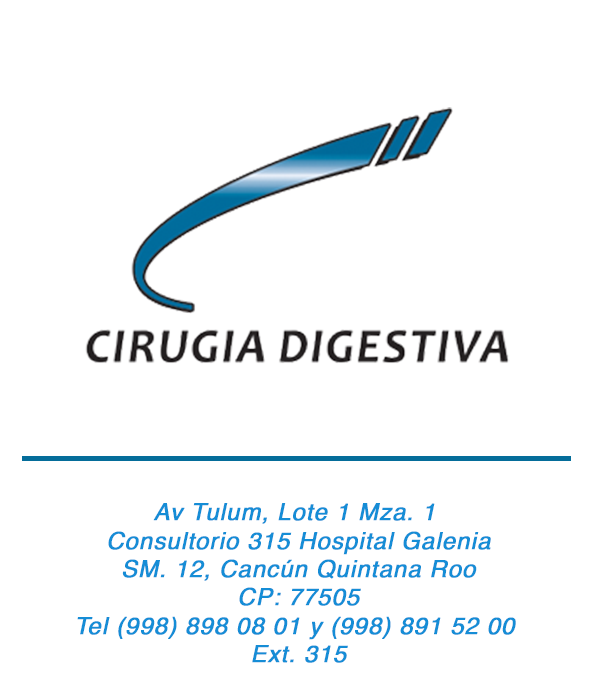 CIRUGIA DIGESTIVA
Av Tulum, Lote 1 Mza. 1
Consultorio 315 Hospital Galenia
SM. 12, Cancún Quintana Roo
CP: 77505
Tel (998) 898 08 01 y (998) 891 52 00
Ext. 315